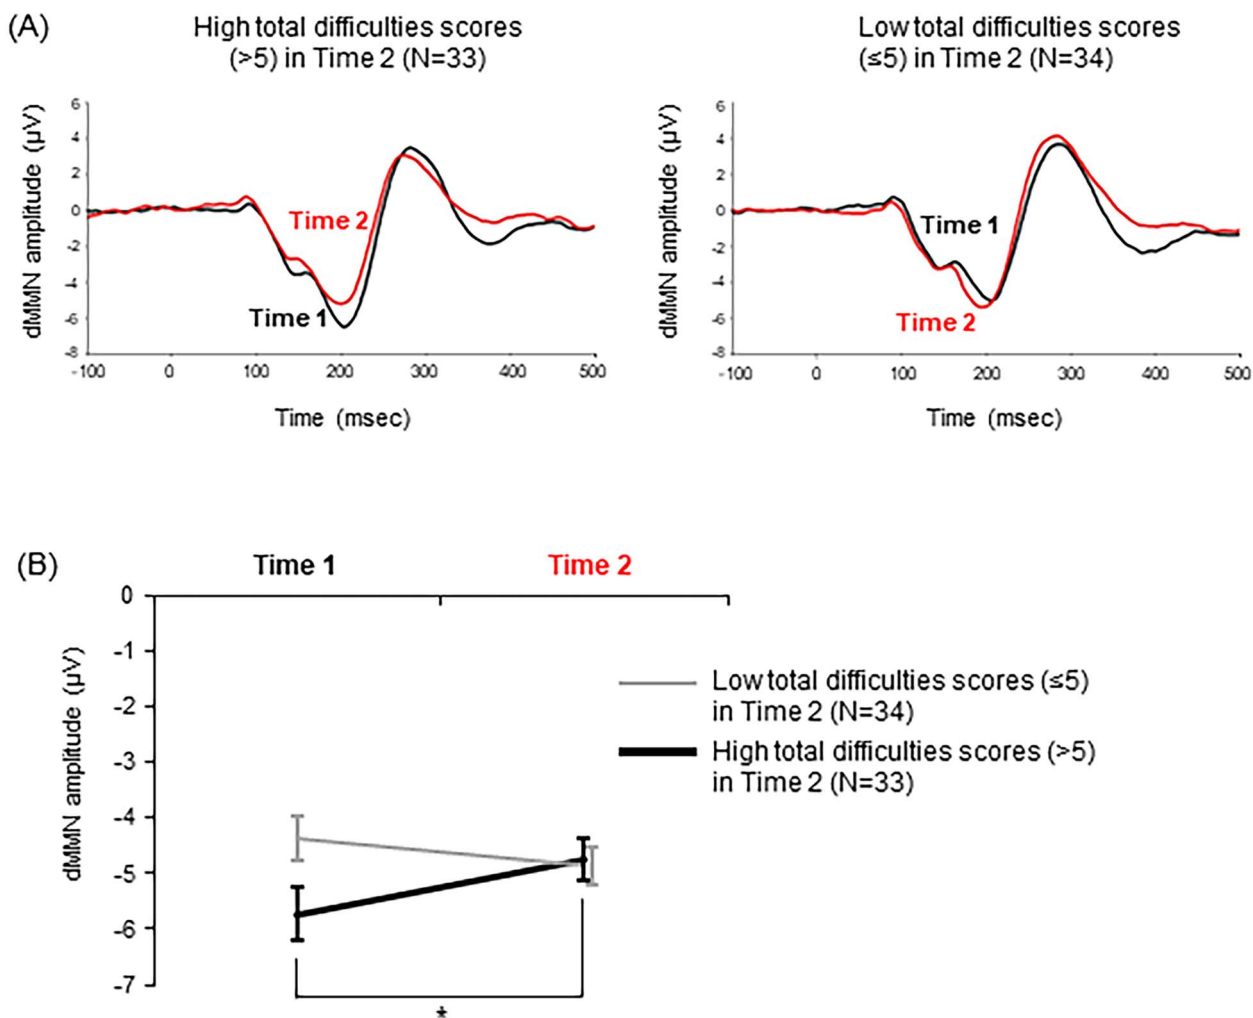 (A)
High total difficulties scores
(>5) in Time 2 (N=33)
Low total difficulties scores
(≤5) in Time 2 (N=34)
dMMN amplitude (μV)
6
4
2
0
-2
-4
-6
-8
Time 2
Time 1
-100 0 100 200 300 400 500
Time (msec)
dMMN amplitude (μV)
6
4
2
0
-2
-4
-6
-8
Time 1
Time 2
-100 0 100 200 300 400 500
Time (msec)
(B)
Time 1 Time 2
dMMN amplitude (μV)
0
-1
-2
-3
-4
-5
-6
-7
Low total difficulties scores (≤5)
in Time 2 (N=34)
High total difficulties scores (>5)
in Time 2 (N=33)
*